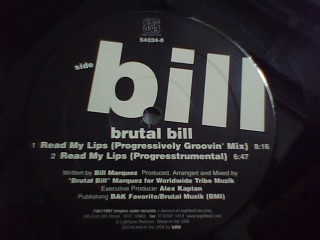 54224-0
side
bill
brutal bill
1 Read My Lips (Progressively Groovin' Mix) 8:16
2 Read My Lips (Progresstrumental) 6:47
Written by Bill Marquez Produced, Arranged and Mixed by
"Brutal Bill" Marquez for Worldwide Tribe Muzik
Executive Producer Alex Kaplan
Publishing BAK Favorite/Brutal Muzik (BMI)